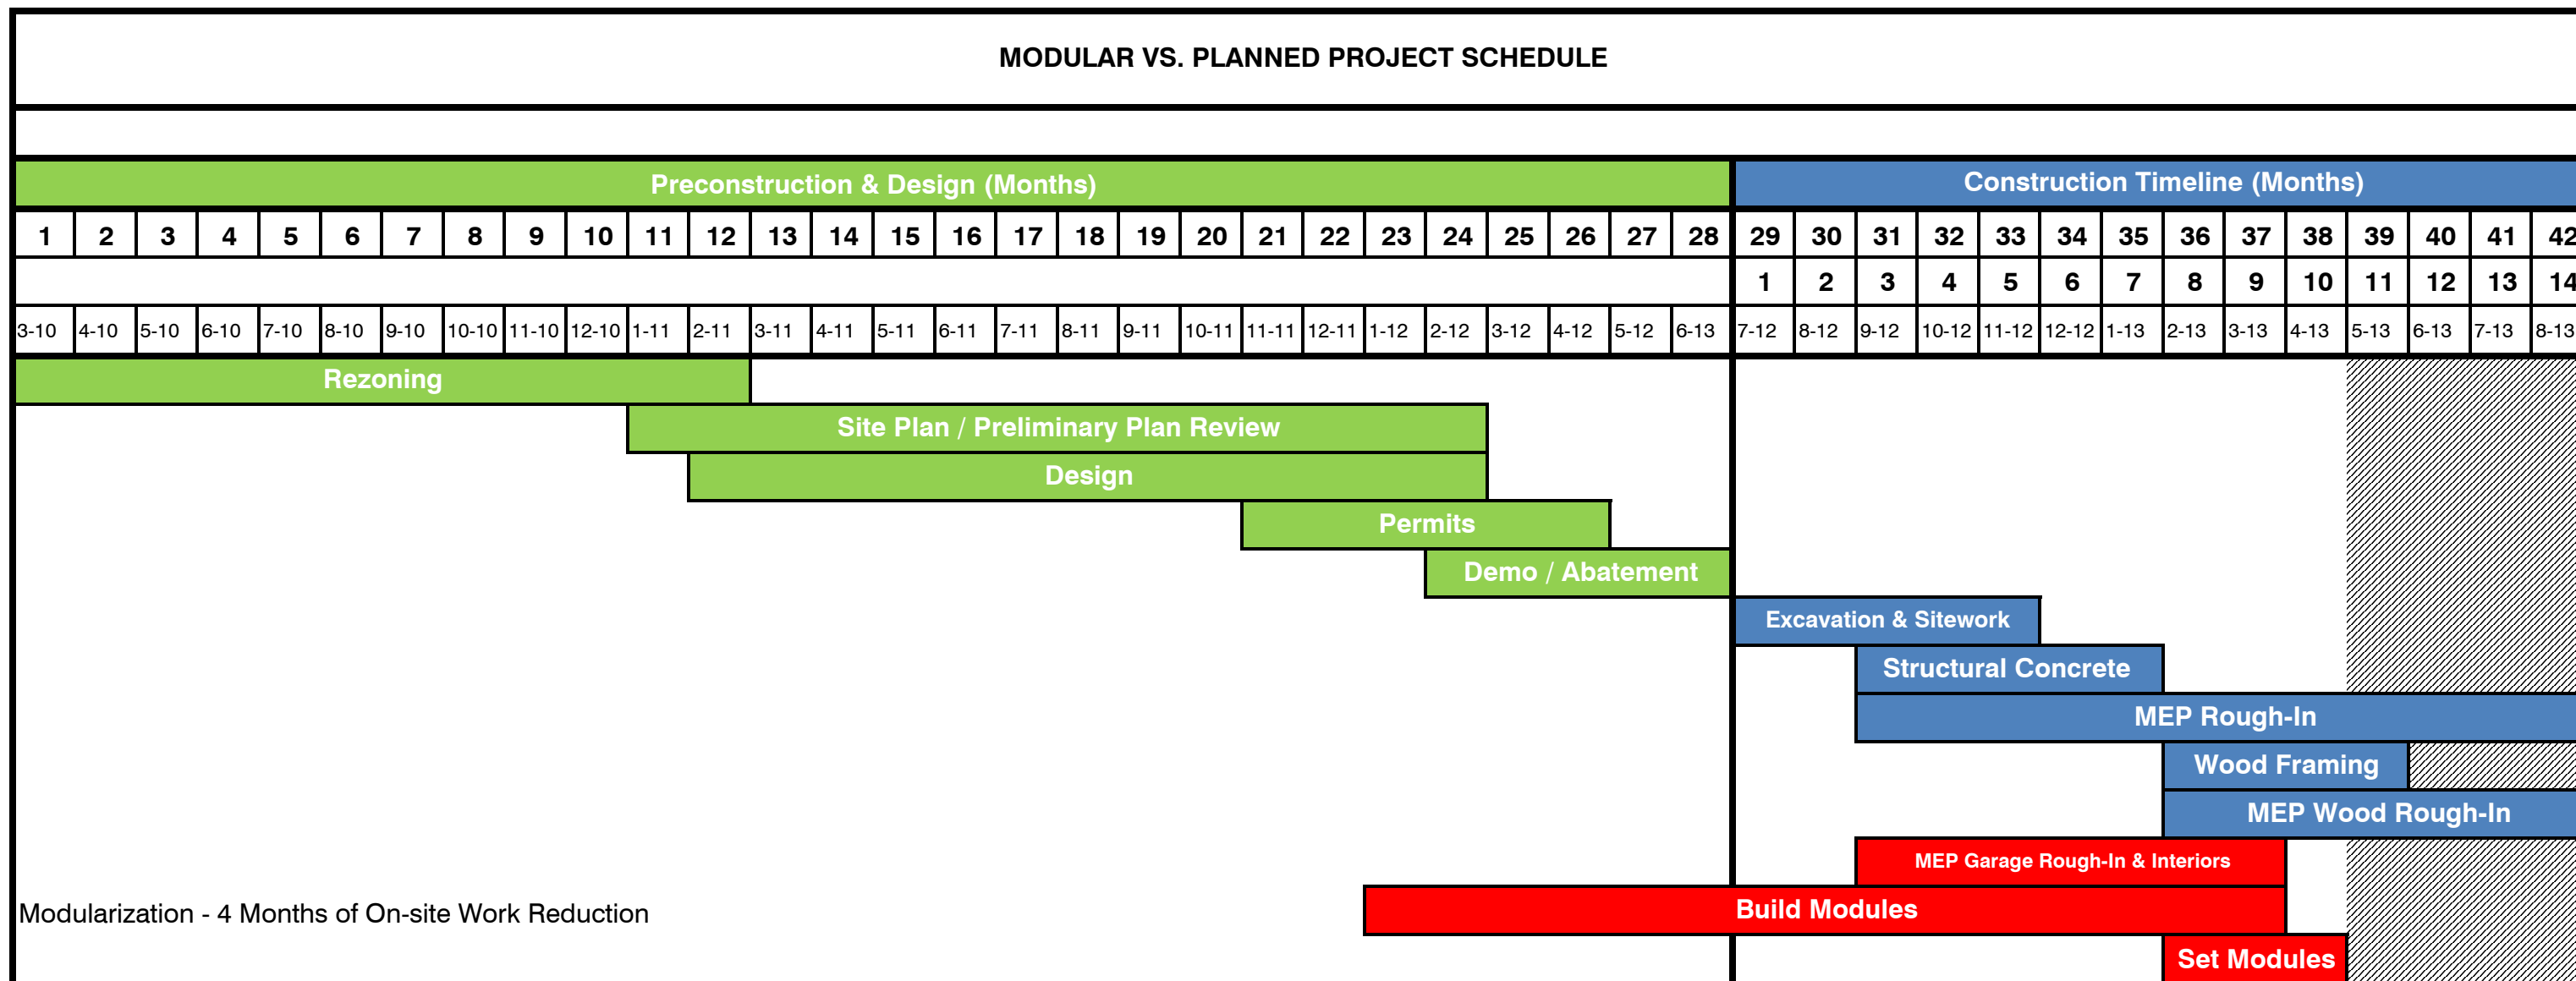 MODULAR VS. PLANNED PROJECT SCHEDULE
Preconstruction & Design (Months) Construction Timeline (Months)
1 2 3 4 5 6 7 8 9 10 11 12 13 14 15 16 17 18 19 20 21 22 23 24 25 26 27 28 29 30 31 32 33 34 35 36 37 38 39 40 41 42
1 2 3 4 5 6 7 8 9 10 11 12 13 14
3-10 4-10 5-10 6-10 7-10 8-10 9-10 10-10 11-10 12-10 1-11 2-11 3-11 4-11 5-11 6-11 7-11 8-11 9-11 10-11 11-11 12-11 1-12 2-12 3-12 4-12 5-12 6-13 7-12 8-12 9-12 10-12 11-12 12-12 1-13 2-13 3-13 4-13 5-13 6-13 7-13 8-13
Rezoning
Site Plan / Preliminary Plan Review
Design
Permits
Demo / Abatement
Excavation & Sitework
Structural Concrete
MEP Rough-In
Wood Framing
MEP Wood Rough-In
MEP Garage Rough-In & Interiors
Modularization - 4 Months of On-site Work Reduction Build Modules
Set Modules